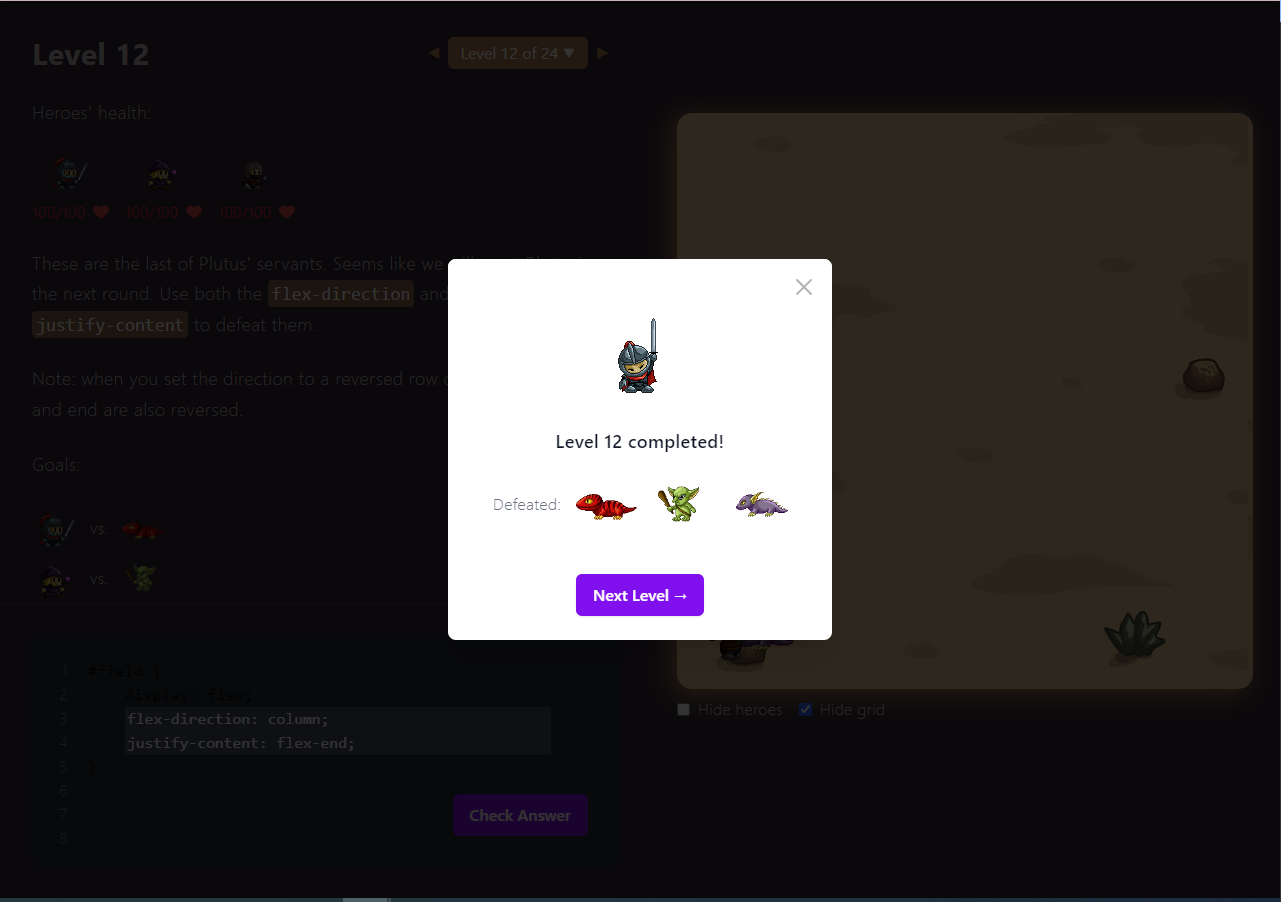 Level 12
◀ Level 12 of 24 ▼ ▶
Heroes' health:
100/100 100/100 100/100
These are the last of Plutus' servants. Seems like we
the next round. Use both the flex-direction and
justify-content to defeat them.
Note: when you set the direction to a reversed row
and end are also reversed.
Goals:
vs.
vs.
Level 12 completed!
Defeated:
Next Level →
1 #field {
2 display: flex;
3 flex-direction: column;
4 justify-content: flex-end;
5 }
6
7
8
Check Answer
Hide heroes Hide grid